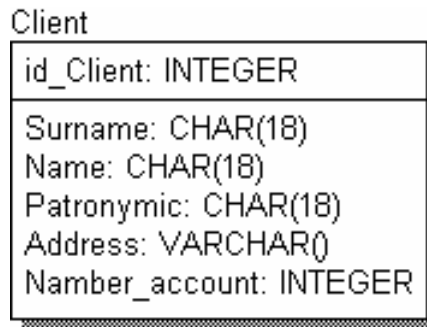 Client
id_Client: INTEGER
Surname: CHAR(18)
Name: CHAR(18)
Patronymic: CHAR(18)
Address: VARCHAR()
Namber_account: INTEGER